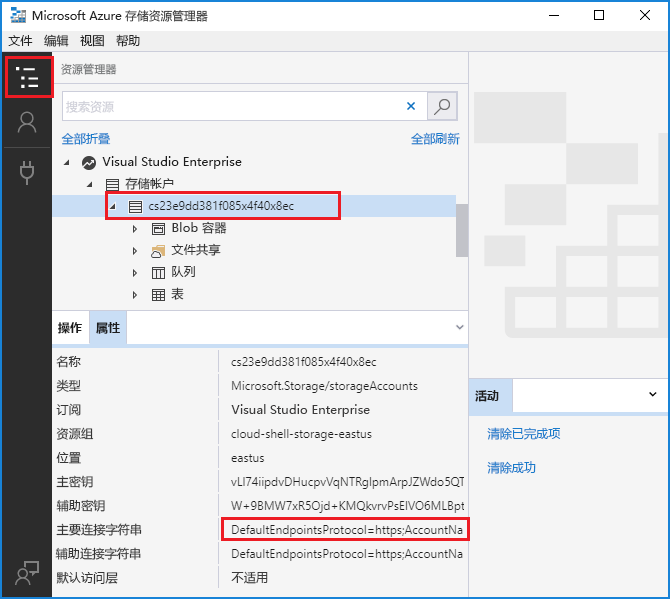 Microsoft Azure 存储资源管理器
文件 编辑 视图 帮助
资源管理器
搜索资源
全部折叠 全部刷新
Visual Studio Enterprise
存储帐户
cs23e9dd381f085x4f40x8ec
Blob 容器
文件共享
队列
表
操作 属性
名称 cs23e9dd381f085x4f40x8ec
类型 Microsoft.Storage/storageAccounts
订阅 Visual Studio Enterprise
资源组 cloud-shell-storage-eastus
位置 eastus
主密钥
辅助密钥
主要连接字符串 DefaultEndpointsProtocol=https;AccountNa
辅助连接字符串 DefaultEndpointsProtocol=https;AccountNa
默认访问层 不适用
活动
清除已完成项
清除成功